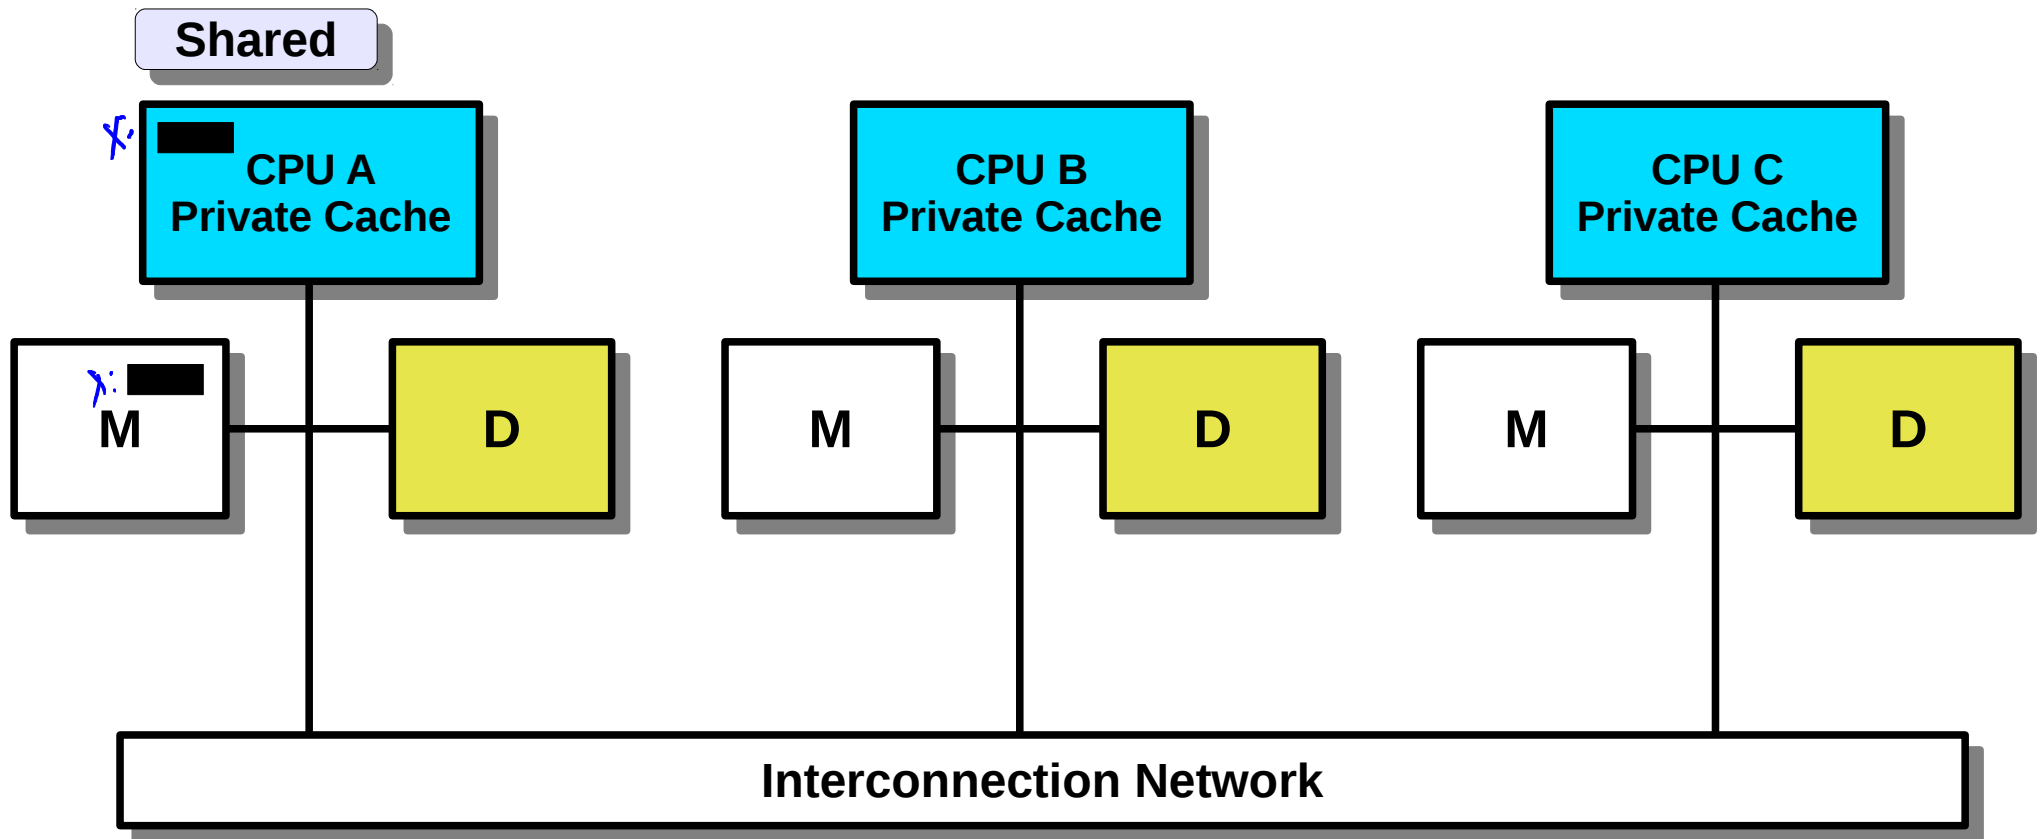 Shared
x:
CPU A
Private Cache
CPU B
Private Cache
CPU C
Private Cache
x:
M
D
M
D
M
D
Interconnection Network